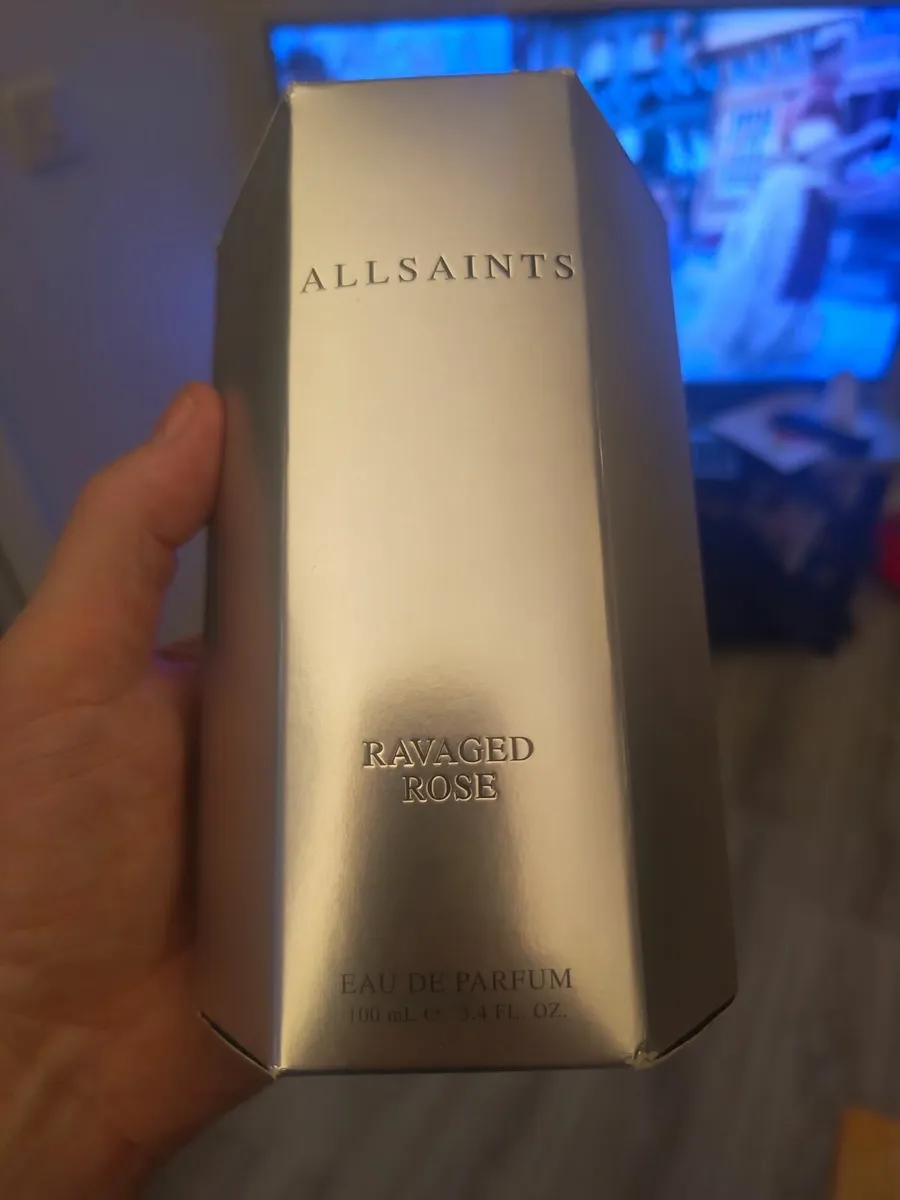 ALLSAINTS
RAVAGED
ROSE
EAU DE PARFUM
100 mL ℮ 3.4 FL. OZ.